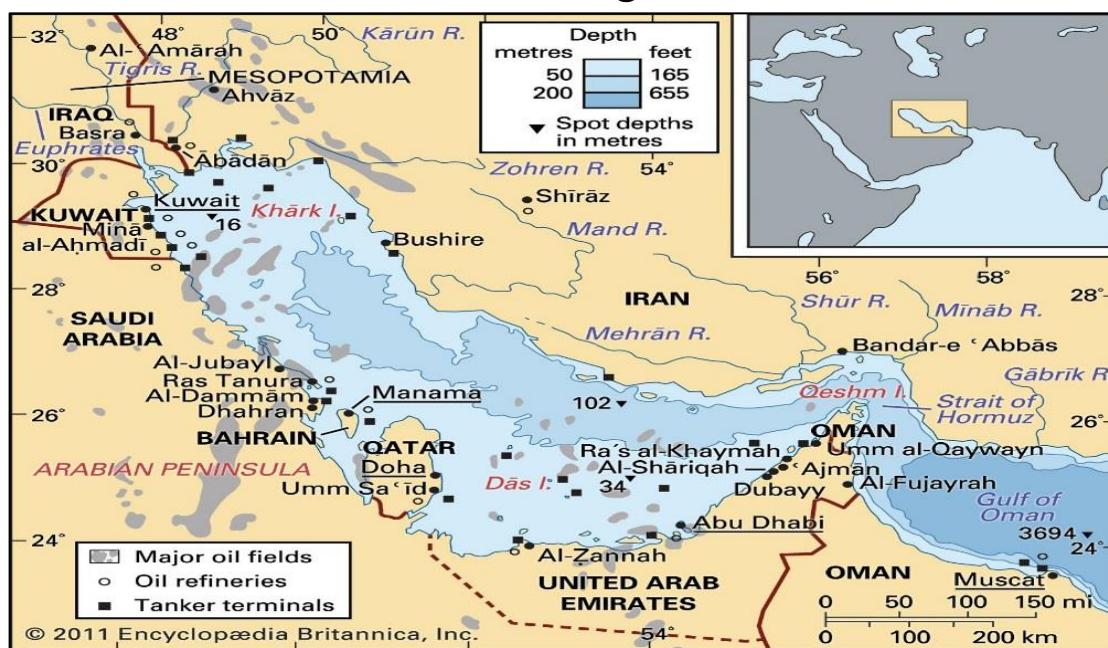 32°
48°
50°
Kārūn R.
Al-ʿAmārah
Tigris R.
MESOPOTAMIA
Ahvāz
IRAQ
Basra
Euphrates
Ābādān
30°
Depth
metres feet
50 165
200 655
Spot depths
in metres
54°
Zohren R.
Shīrāz
Mand R.
Kuwait
KUWAIT
Mīnā
al-Aḥmadī
16
Khārk I.
Bushire
28°
56°
58°
28°
IRAN
Shūr R.
Mīnāb R.
Mehrān R.
Bandar-e ʿAbbās
Gābrīk R.
SAUDI
ARABIA
Al-Jubayl
Ras Tanura
Al-Dammām
Dhahran
26°
Manama
BAHRAIN
QATAR
Doha
Umm Saʿīd
ARABIAN PENINSULA
102
Qeshm I.
Strait of
Hormuz
26°
OMAN
Raʾs al-Khaymah
Umm al-Qaywayn
Al-Shāriqah
ʿAjmān
34
Dubayy
Al-Fujayrah
Dās I.
Abu Dhabi
Gulf of
Oman
3694
24°
24°
Al-Zannah
UNITED ARAB
EMIRATES
OMAN
Muscat
Major oil fields
Oil refineries
Tanker terminals
0 50 100 150 mi
0 100 200 km
54°
© 2011 Encyclopædia Britannica, Inc.